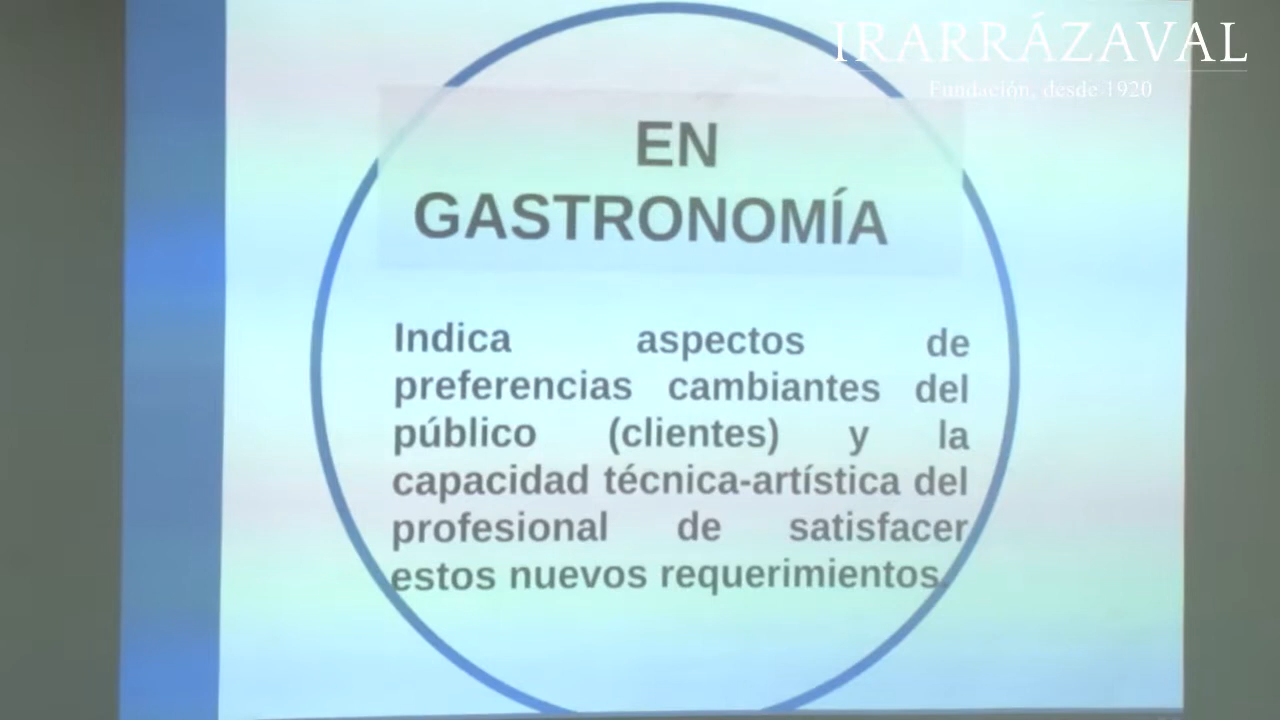 IRARRÁZAVAL
Fundación, desde 1920
EN
GASTRONOMÍA
Indica aspectos de
preferencias cambiantes del
público (clientes) y la
capacidad técnica-artística del
profesional de satisfacer
estos nuevos requerimientos.